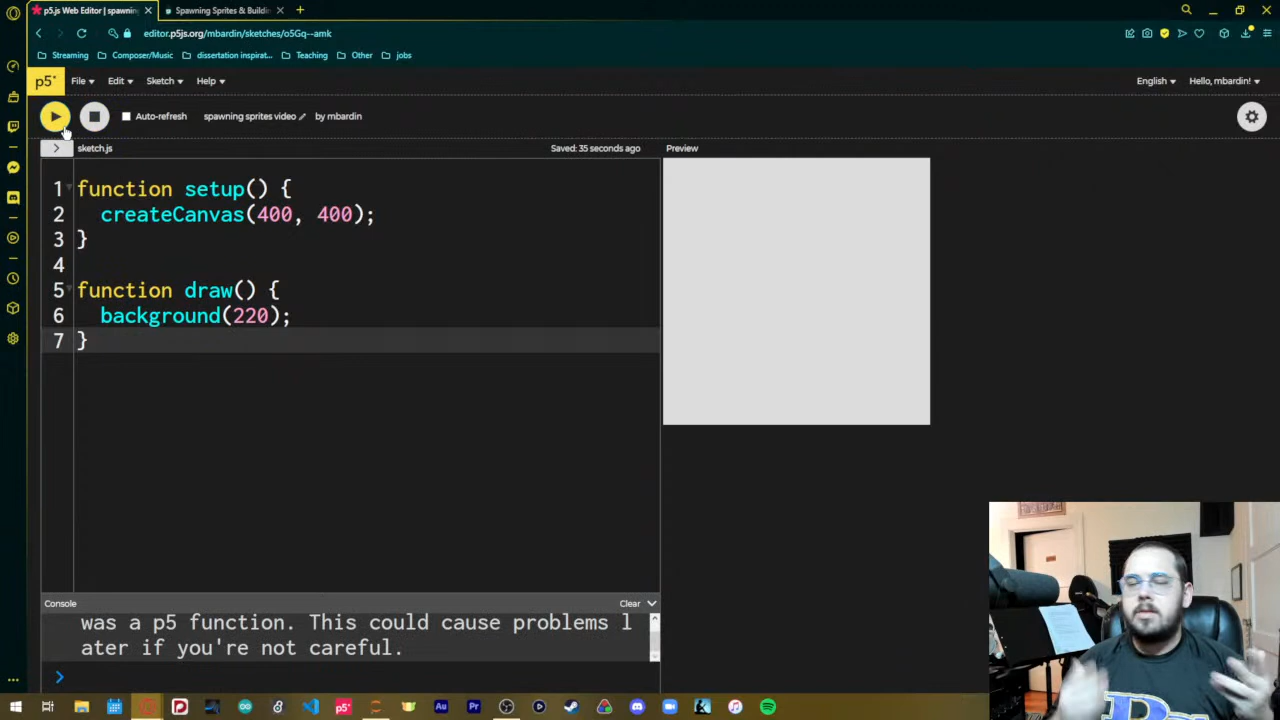 p5.js Web Editor | spawning
Spawning Sprites & Buildi
editor.p5js.org/mbardin/sketches/o5Gq--amk
Streaming Composer/Music dissertation inspirat... Teaching Other jobs
p5* File Edit Sketch Help English Hello, mbardin!
Auto-refresh spawning sprites video by mbardin
> sketch.js Saved: 35 seconds ago Preview
1 function setup() {
2 createCanvas(400, 400);
3 }
4
5 function draw() {
6 background(220);
7 }
Console Clear
was a p5 function. This could cause problems l
ater if you're not careful.
>